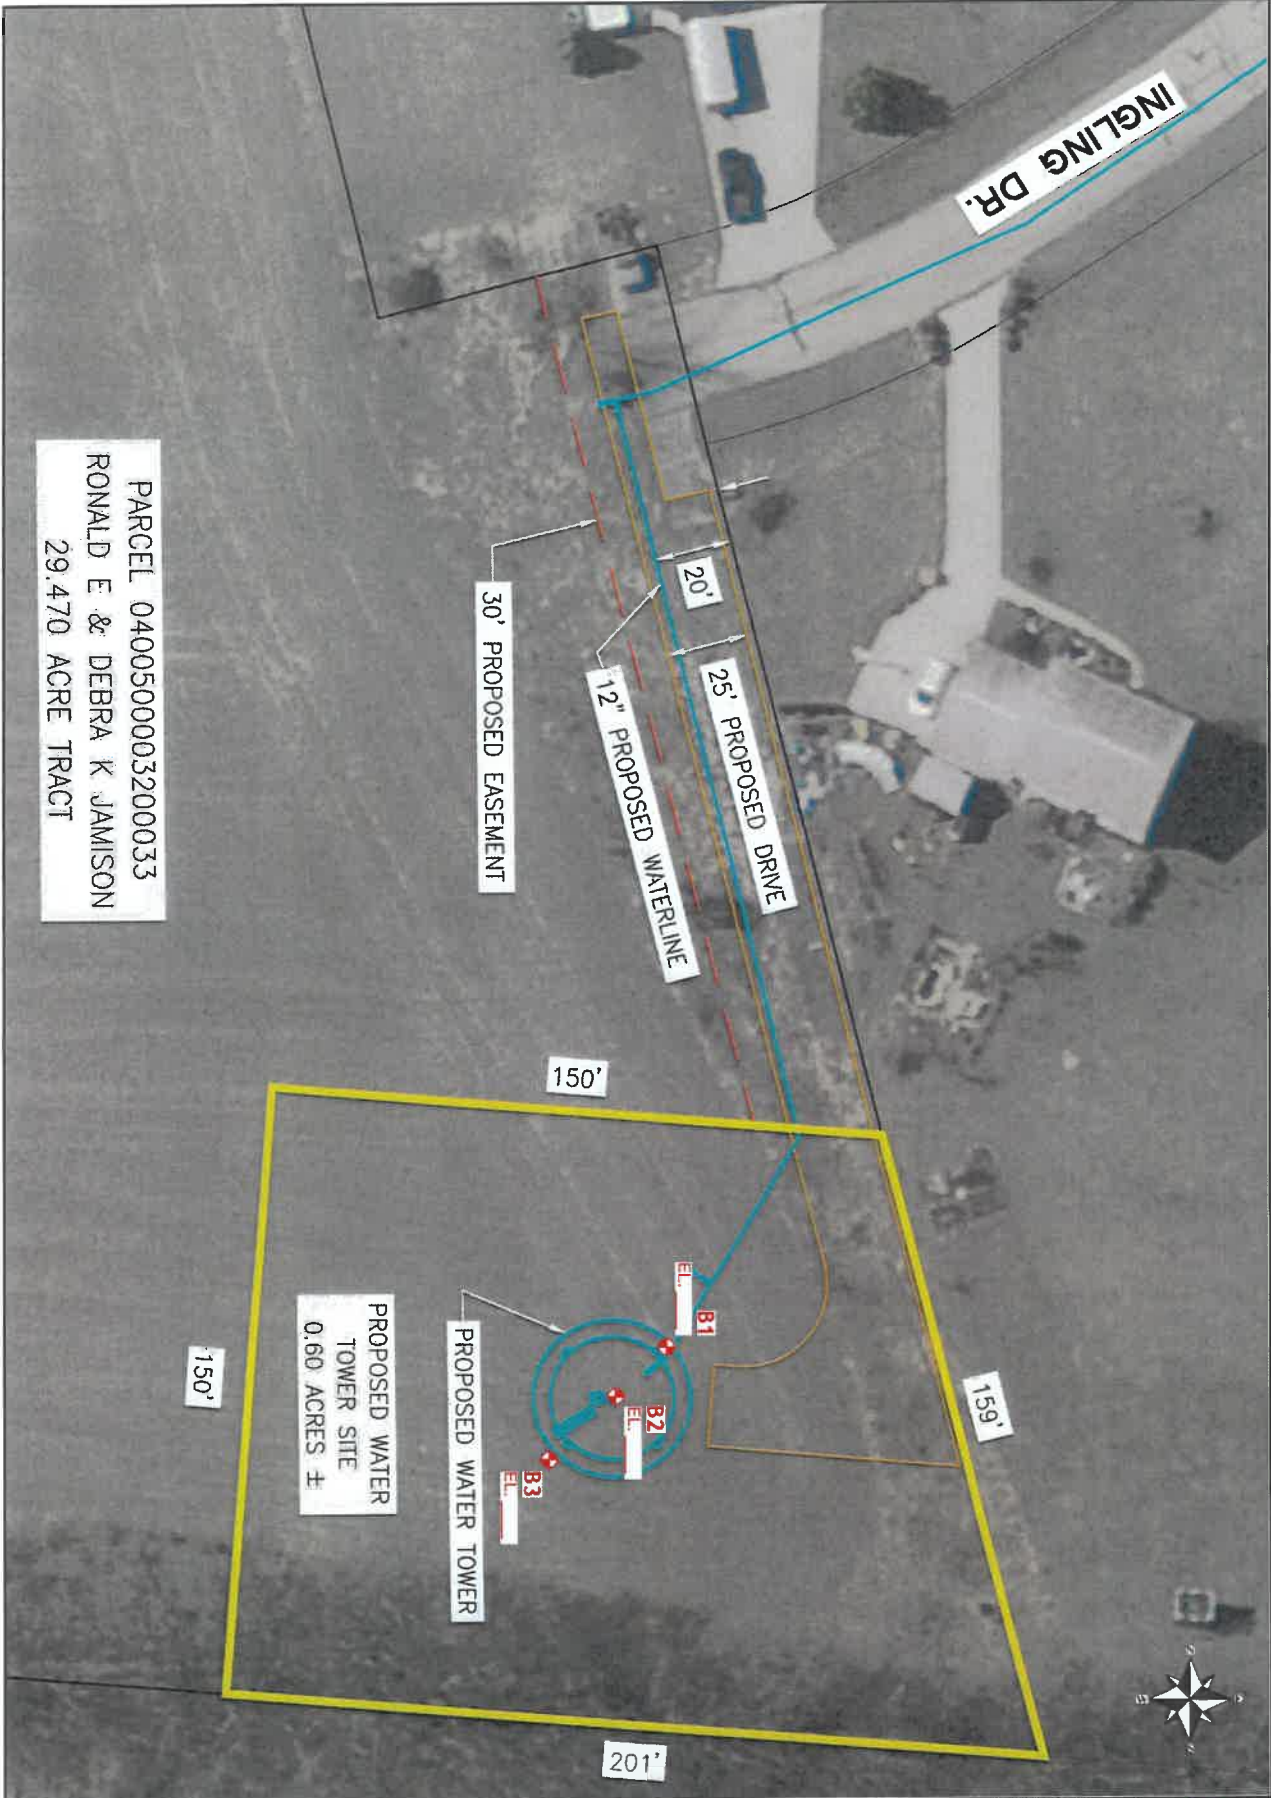 INGLING DR.
20'
25' PROPOSED DRIVE
12" PROPOSED WATERLINE
30' PROPOSED EASEMENT
PARCEL 0400500003200033
RONALD E & DEBRA K JAMISON
29.470 ACRE TRACT
150'
159'
B1
EL.
B2
EL.
B3
EL.
PROPOSED WATER TOWER
PROPOSED WATER
TOWER SITE
0.60 ACRES ±
150'
201'